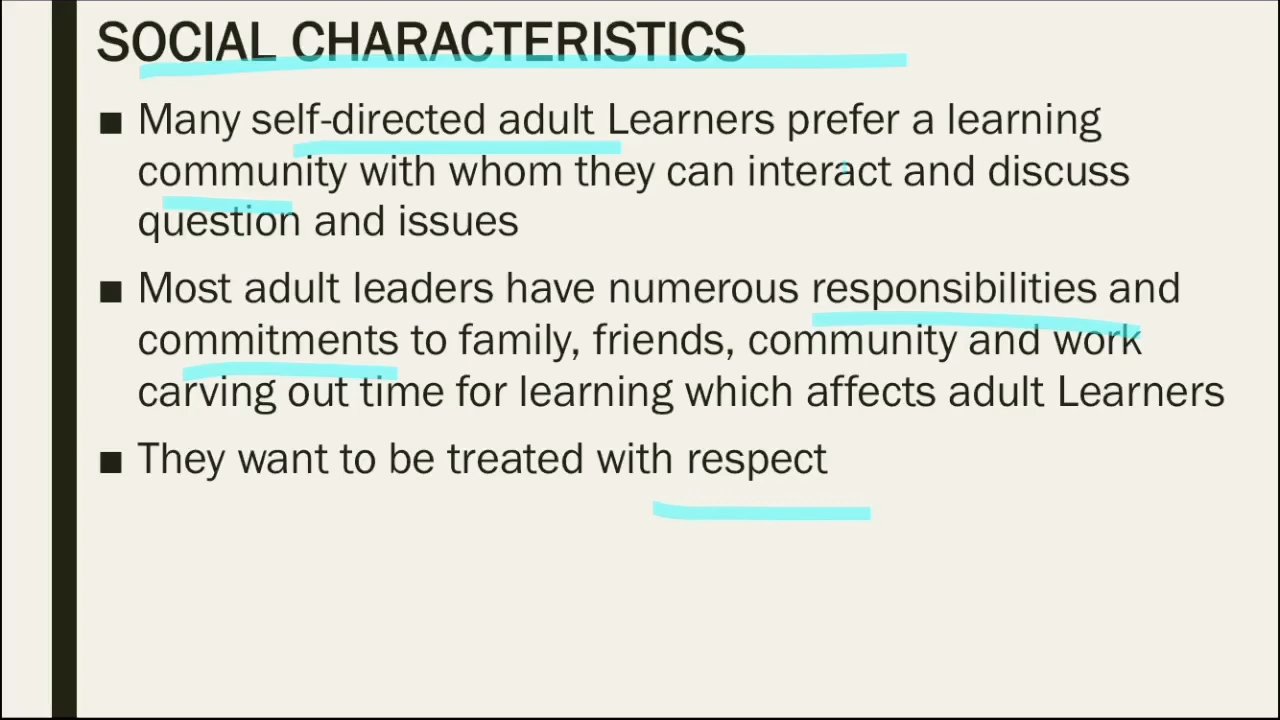 SOCIAL CHARACTERISTICS
■ Many self-directed adult Learners prefer a learning
community with whom they can interact and discuss
question and issues
■ Most adult leaders have numerous responsibilities and
commitments to family, friends, community and work
carving out time for learning which affects adult Learners
■ They want to be treated with respect